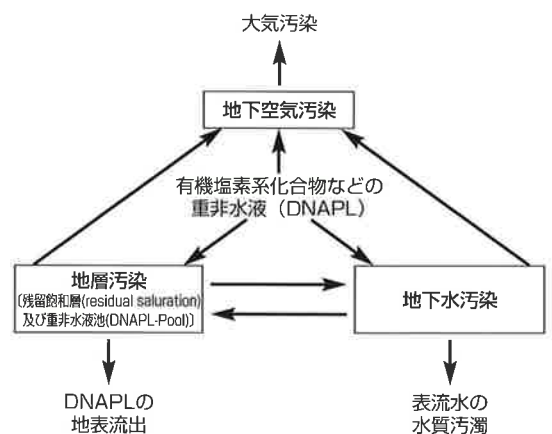 大気汚染
地下空気汚染
有機塩素系化合物などの
重非水液（DNAPL）
地層汚染
〔残留飽和層(residual saluration)
及び重非水液池(DNAPL-Pool)〕
地下水汚染
DNAPLの
地表流出
表流水の
水質汚濁